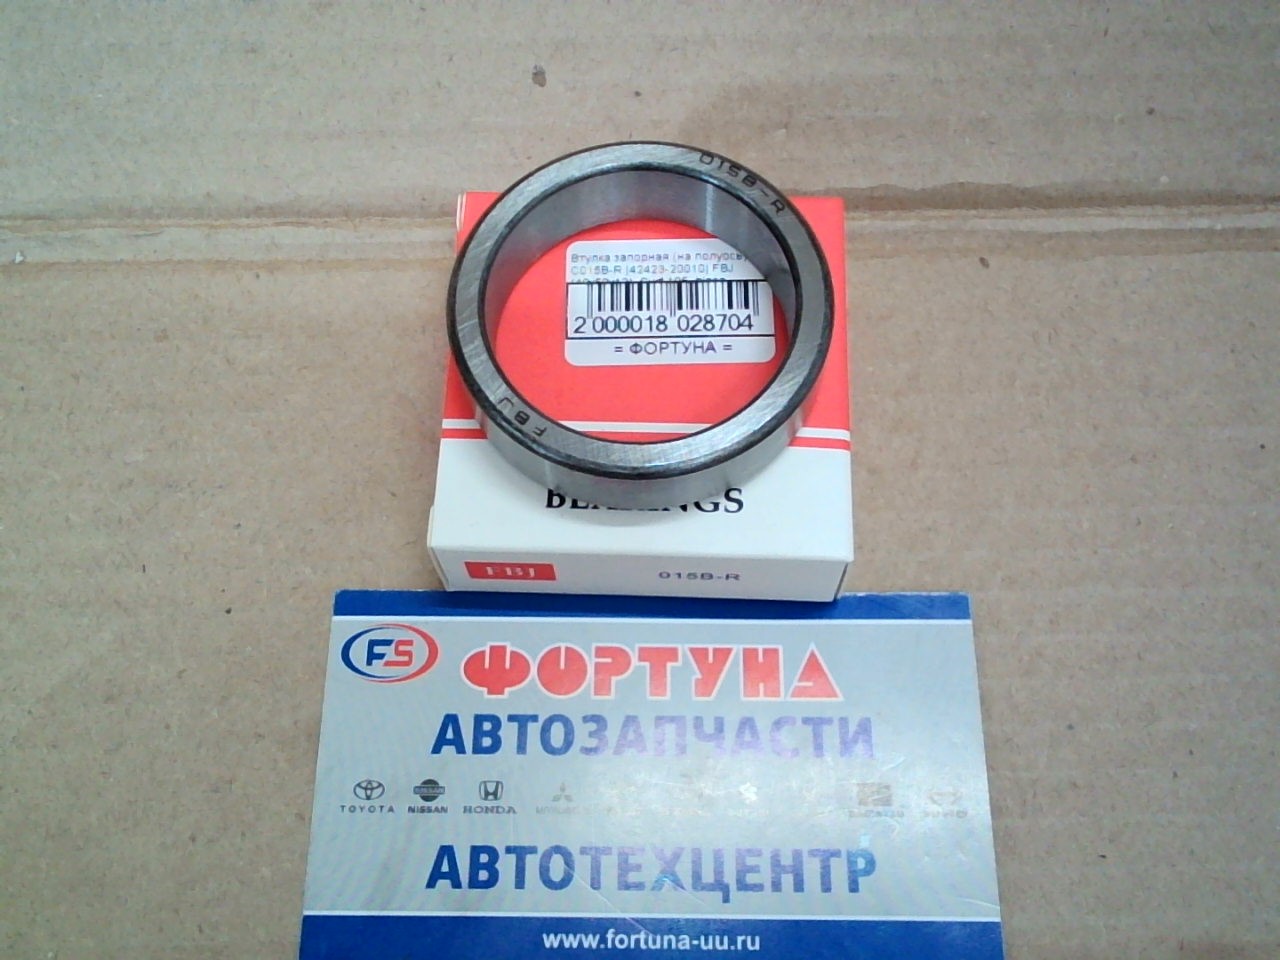 015B-R
Втулка запорная (на полуось)
C015B-R |42423-20010| FBJ
2 000018 028704
= ФОРТУНА =
FBJ
FBJ
015B-R
FS
ФОРТУНА
АВТОЗАПЧАСТИ
TOYOTA NISSAN HONDA
АВТОТЕХЦЕНТР
www.fortuna-uu.ru